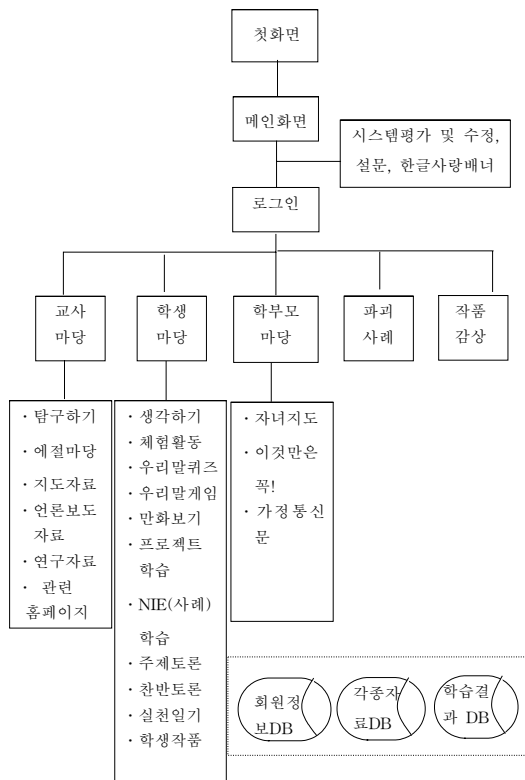 첫화면
메인화면
시스템평가 및 수정,
설문, 한글사랑배너
로그인
교사
마당
학생
마당
학부모
마당
파괴
사례
작품
감상
· 탐구하기
· 에절마당
· 지도자료
· 언론보도
자료
· 연구자료
· 관련
홈페이지
· 생각하기
· 체험활동
· 우리말퀴즈
· 우리말게임
· 만화보기
· 프로젝트
학습
· NIE(사례)
학습
· 주제토론
· 찬반토론
· 실천일기
· 학생작품
· 자녀지도
· 이것만은
꼭!
· 가정통신
문
회원정
보DB
각종자
료DB
학습결
과 DB